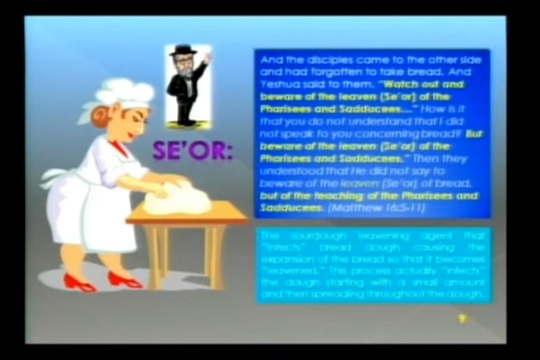 SE'OR:
And the disciples came to the other side
and had forgotten to take bread. And
Yeshua said to them, "Watch out and
beware of the leaven (Se'or) of the
Pharisees and Sadducees...." How is it
that you do not understand that I did
not speak to you concerning bread? But
beware of the leaven (Se'or) of the
Pharisees and Sadducees." Then they
understood that He did not say to
beware of the leaven (Se'or) of bread,
but of the teaching of the Pharisees and
Sadducees. (Matthew 16:5-11)
The sourdough leavening agent that
"infects" bread dough causing the
expansion of the bread so that it becomes
"leavened." This process actually "infects"
the dough starting with a small amount
and then spreading throughout the dough.